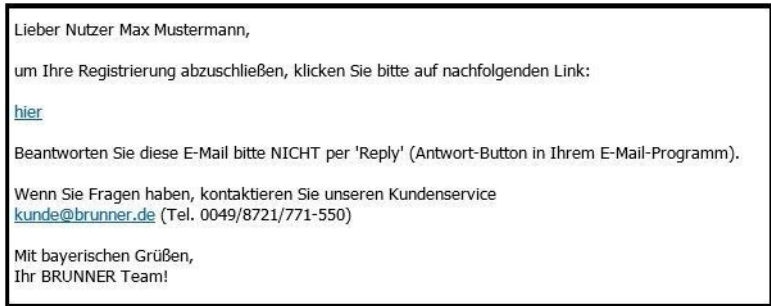 Lieber Nutzer Max Mustermann,
um Ihre Registrierung abzuschließen, klicken Sie bitte auf nachfolgenden Link:
hier
Beantworten Sie diese E-Mail bitte NICHT per 'Reply' (Antwort-Button in Ihrem E-Mail-Programm).
Wenn Sie Fragen haben, kontaktieren Sie unseren Kundenservice
kunde@brunner.de (Tel. 0049/8721/771-550)
Mit bayerischen Grüßen,
Ihr BRUNNER Team!